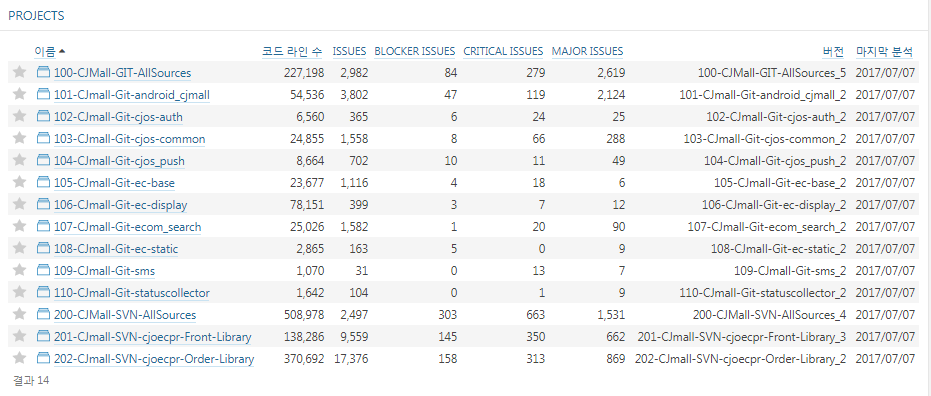 PROJECTS
이름 코드 라인 수 ISSUES BLOCKER ISSUES CRITICAL ISSUES MAJOR ISSUES 버전 마지막 분석
100-CJMall-GIT-AllSources 227,198 2,982 84 279 2,619 100-CJMall-GIT-AllSources_5 2017/07/07
101-CJmall-Git-android_cjmall 54,536 3,802 47 119 2,124 101-CJmall-Git-android_cjmall_2 2017/07/07
102-CJmall-Git-cjos-auth 6,560 365 6 24 25 102-CJmall-Git-cjos-auth_2 2017/07/07
103-CJmall-Git-cjos-common 24,855 1,558 8 66 288 103-CJmall-Git-cjos-common_2 2017/07/07
104-CJmall-Git-cjos_push 8,664 702 10 11 49 104-CJmall-Git-cjos_push_2 2017/07/07
105-CJmall-Git-ec-base 23,677 1,116 4 18 6 105-CJmall-Git-ec-base_2 2017/07/07
106-CJmall-Git-ec-display 78,151 399 3 7 12 106-CJmall-Git-ec-display_2 2017/07/07
107-CJmall-Git-ecom_search 25,026 1,582 1 20 90 107-CJmall-Git-ecom_search_2 2017/07/07
108-CJmall-Git-ec-static 2,865 163 5 0 9 108-CJmall-Git-ec-static_2 2017/07/07
109-CJmall-Git-sms 1,070 31 0 13 7 109-CJmall-Git-sms_2 2017/07/07
110-CJmall-Git-statuscollector 1,642 104 0 1 9 110-CJmall-Git-statuscollector_2 2017/07/07
200-CJmall-SVN-AllSources 508,978 2,497 303 663 1,531 200-CJmall-SVN-AllSources_4 2017/07/07
201-CJmall-SVN-cjoecpr-Front-Library 138,286 9,559 145 350 662 201-CJmall-SVN-cjoecpr-Front-Library_3 2017/07/07
202-CJmall-SVN-cjoecpr-Order-Library 370,692 17,376 158 313 869 202-CJmall-SVN-cjoecpr-Order-Library_2 2017/07/07
결과 14